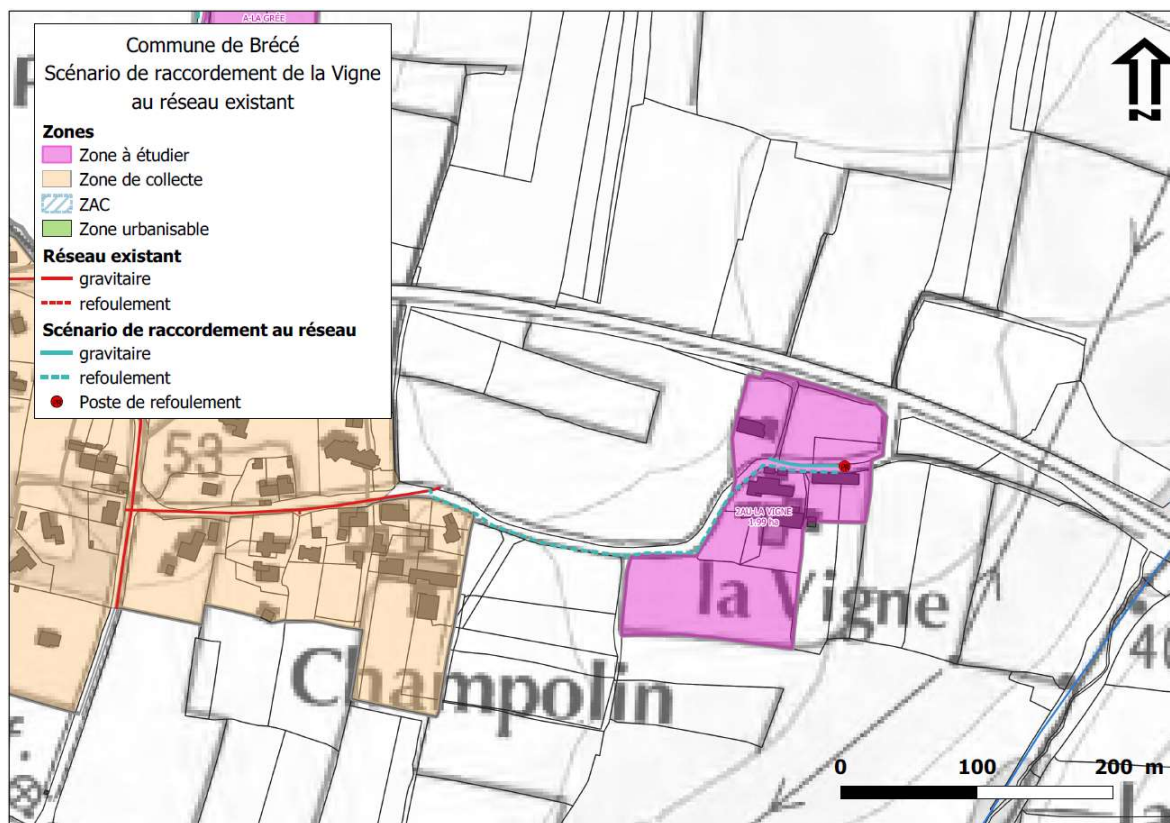 A-LA GRÉE
Commune de Brécé
Scénario de raccordement de la Vigne
au réseau existant
N
Zones
Zone à étudier
Zone de collecte
ZAC
Zone urbanisable
Réseau existant
gravitaire
refoulement
Scénario de raccordement au réseau
gravitaire
refoulement
Poste de refoulement
53
2AU-LA VIGNE
1.99 ha
la Vigne
Champolin
40
0 100 200 m
la